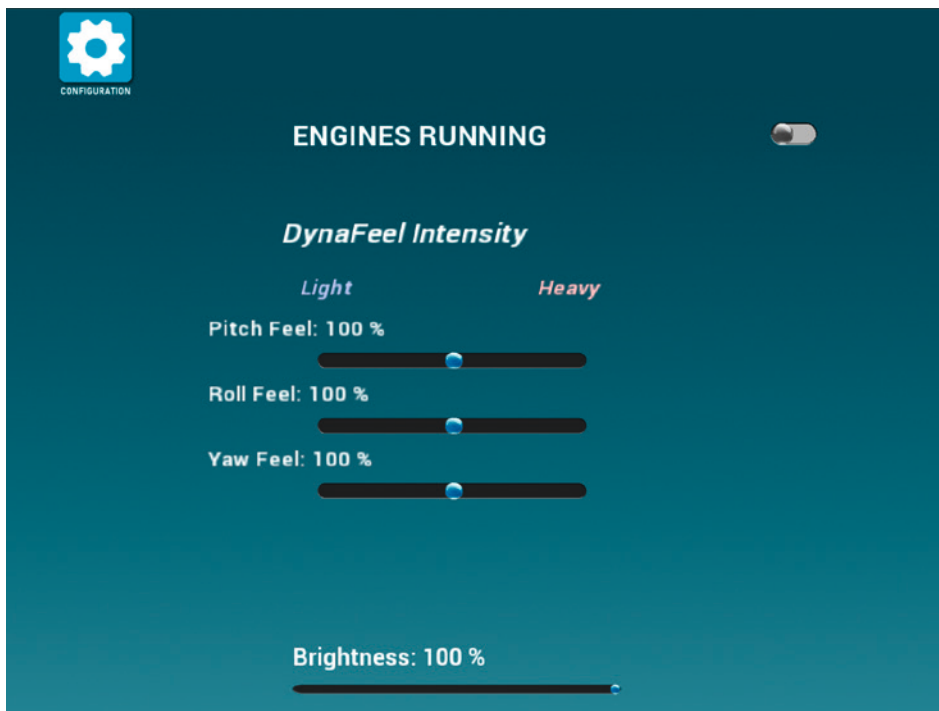 CONFIGURATION
ENGINES RUNNING
DynaFeel Intensity
Light Heavy
Pitch Feel: 100 %
Roll Feel: 100 %
Yaw Feel: 100 %
Brightness: 100 %